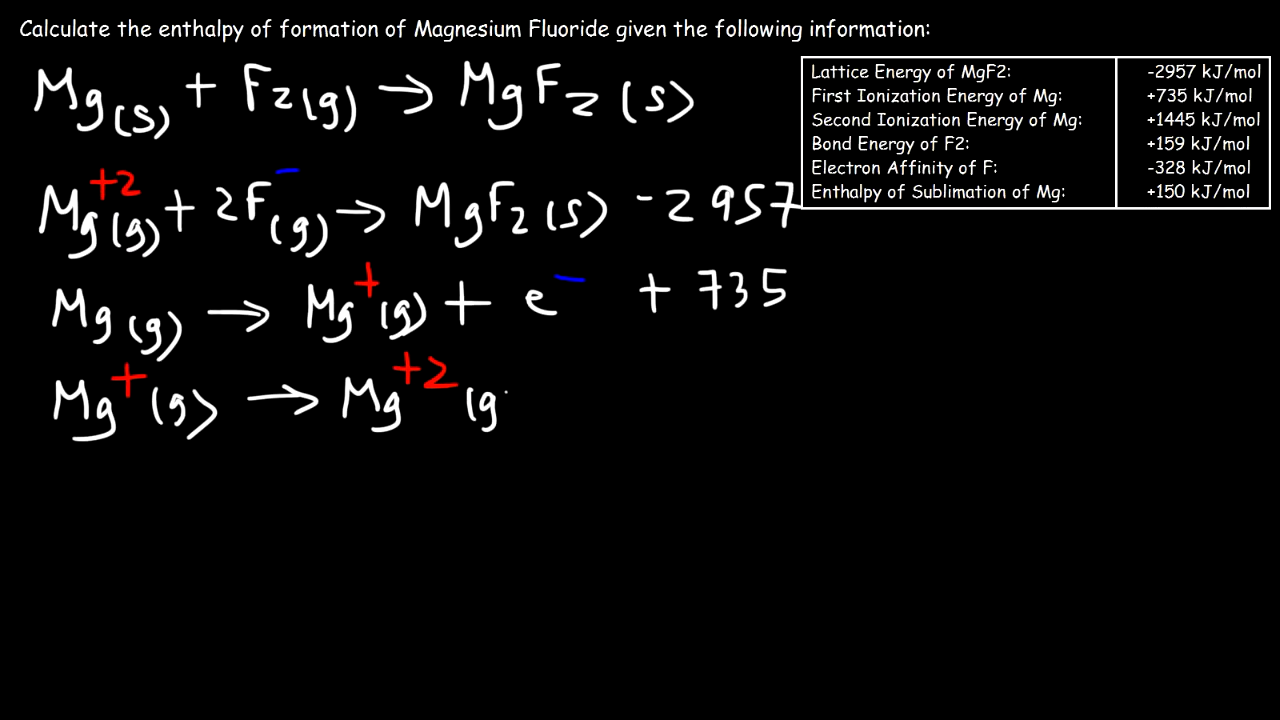 Calculate the enthalpy of formation of Magnesium Fluoride given the following information:
Mg(s) + F2(g) → MgF2(s)
Lattice Energy of MgF2: -2957 kJ/mol
First Ionization Energy of Mg: +735 kJ/mol
Second Ionization Energy of Mg: +1445 kJ/mol
Bond Energy of F2: +159 kJ/mol
Electron Affinity of F: -328 kJ/mol
Enthalpy of Sublimation of Mg: +150 kJ/mol
Mg+2(g) + 2F-(g) → MgF2(s) -2957
Mg(g) → Mg+(g) + e- +735
Mg+(g) → Mg+2(g